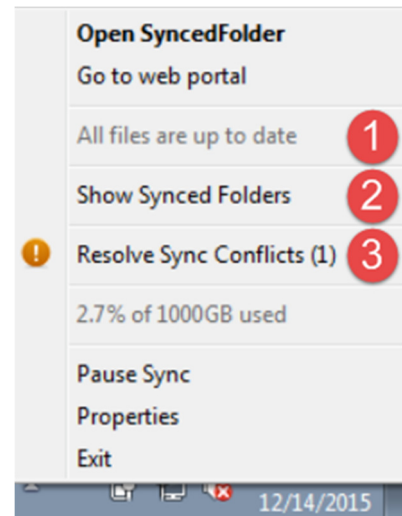 Open SyncedFolder
Go to web portal
All files are up to date 1
Show Synced Folders 2
! Resolve Sync Conflicts (1) 3
2.7% of 1000GB used
Pause Sync
Properties
Exit
12/14/2015